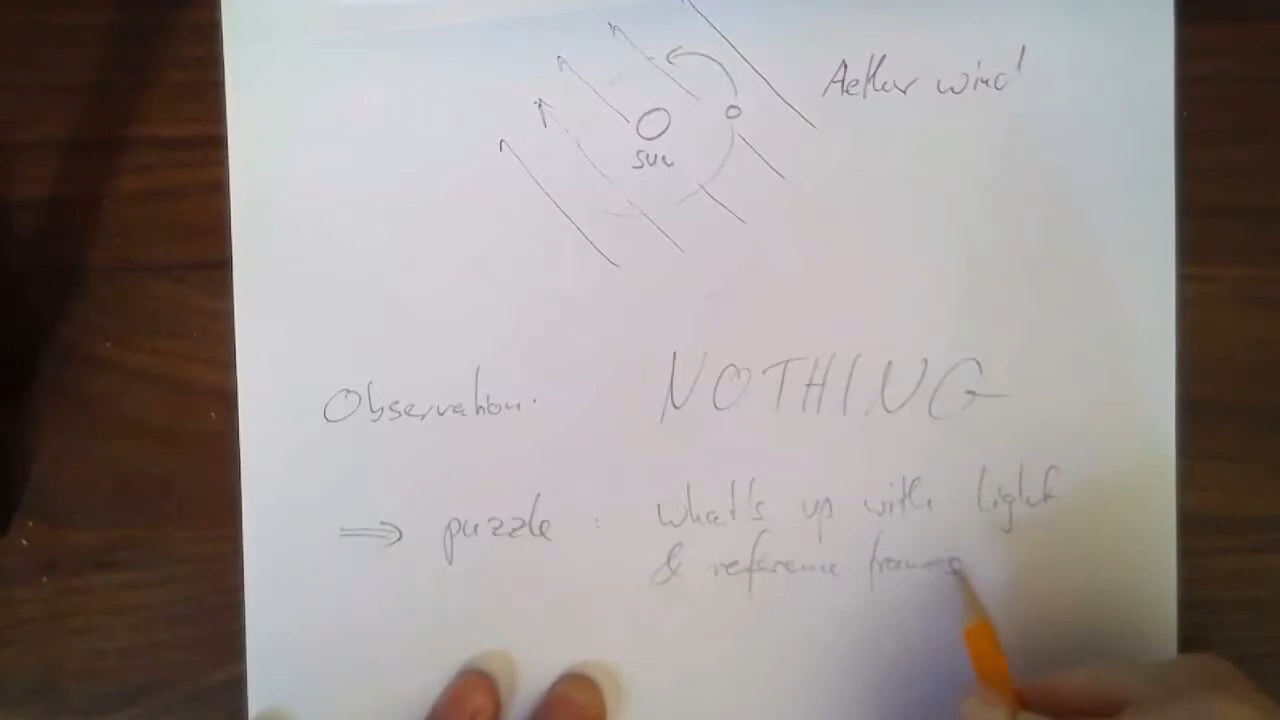 Aether wind
sun
Observation: NOTHING
⇒ puzzle: what's up with light
& reference frames